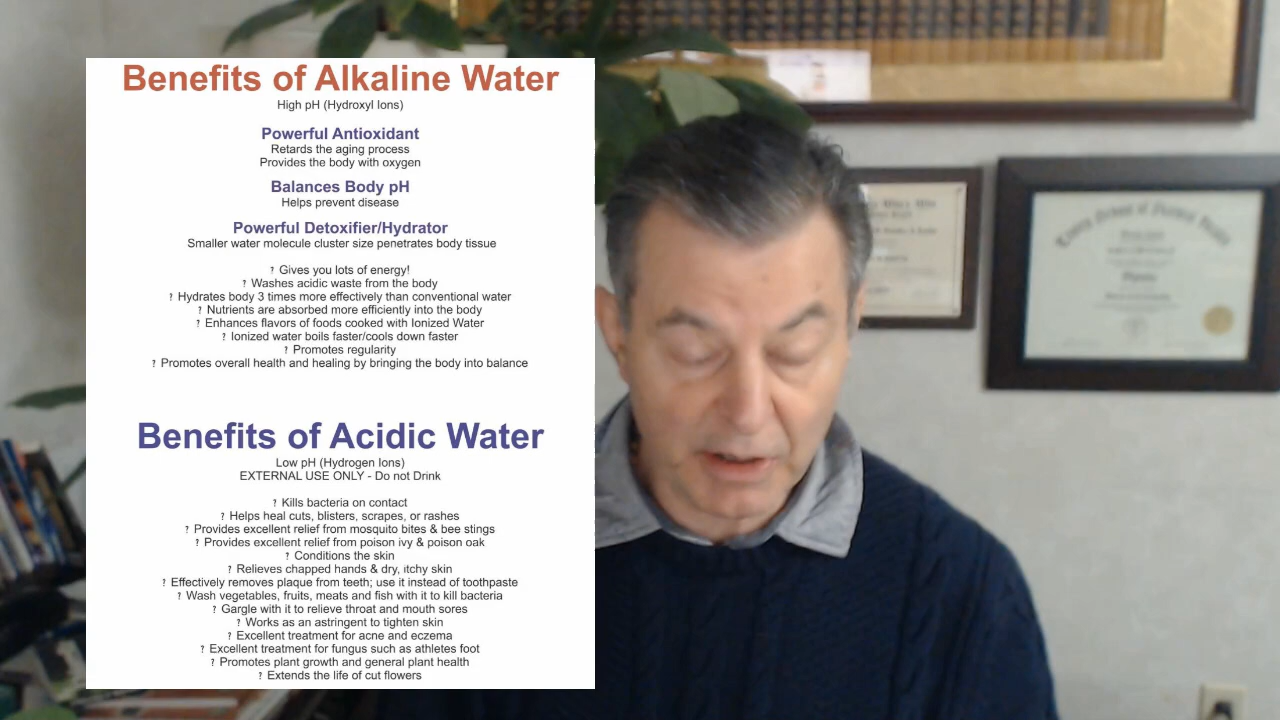 Benefits of Alkaline Water
High pH (Hydroxyl Ions)
Powerful Antioxidant
Retards the aging process
Provides the body with oxygen
Balances Body pH
Helps prevent disease
Powerful Detoxifier/Hydrator
Smaller water molecule cluster size penetrates body tissue
? Gives you lots of energy!
? Washes acidic waste from the body
? Hydrates body 3 times more effectively than conventional water
? Nutrients are absorbed more efficiently into the body
? Enhances flavors of foods cooked with Ionized Water
? Ionized water boils faster/cools down faster
? Promotes regularity
? Promotes overall health and healing by bringing the body into balance
Benefits of Acidic Water
Low pH (Hydrogen Ions)
EXTERNAL USE ONLY - Do not Drink
? Kills bacteria on contact
? Helps heal cuts, blisters, scrapes, or rashes
? Provides excellent relief from mosquito bites & bee stings
? Provides excellent relief from poison ivy & poison oak
? Conditions the skin
? Relieves chapped hands & dry, itchy skin
? Effectively removes plaque from teeth; use it instead of toothpaste
? Wash vegetables, fruits, meats and fish with it to kill bacteria
? Gargle with it to relieve throat and mouth sores
? Works as an astringent to tighten skin
? Excellent treatment for acne and eczema
? Excellent treatment for fungus such as athletes foot
? Promotes plant growth and general plant health
? Extends the life of cut flowers
School of Natural Health